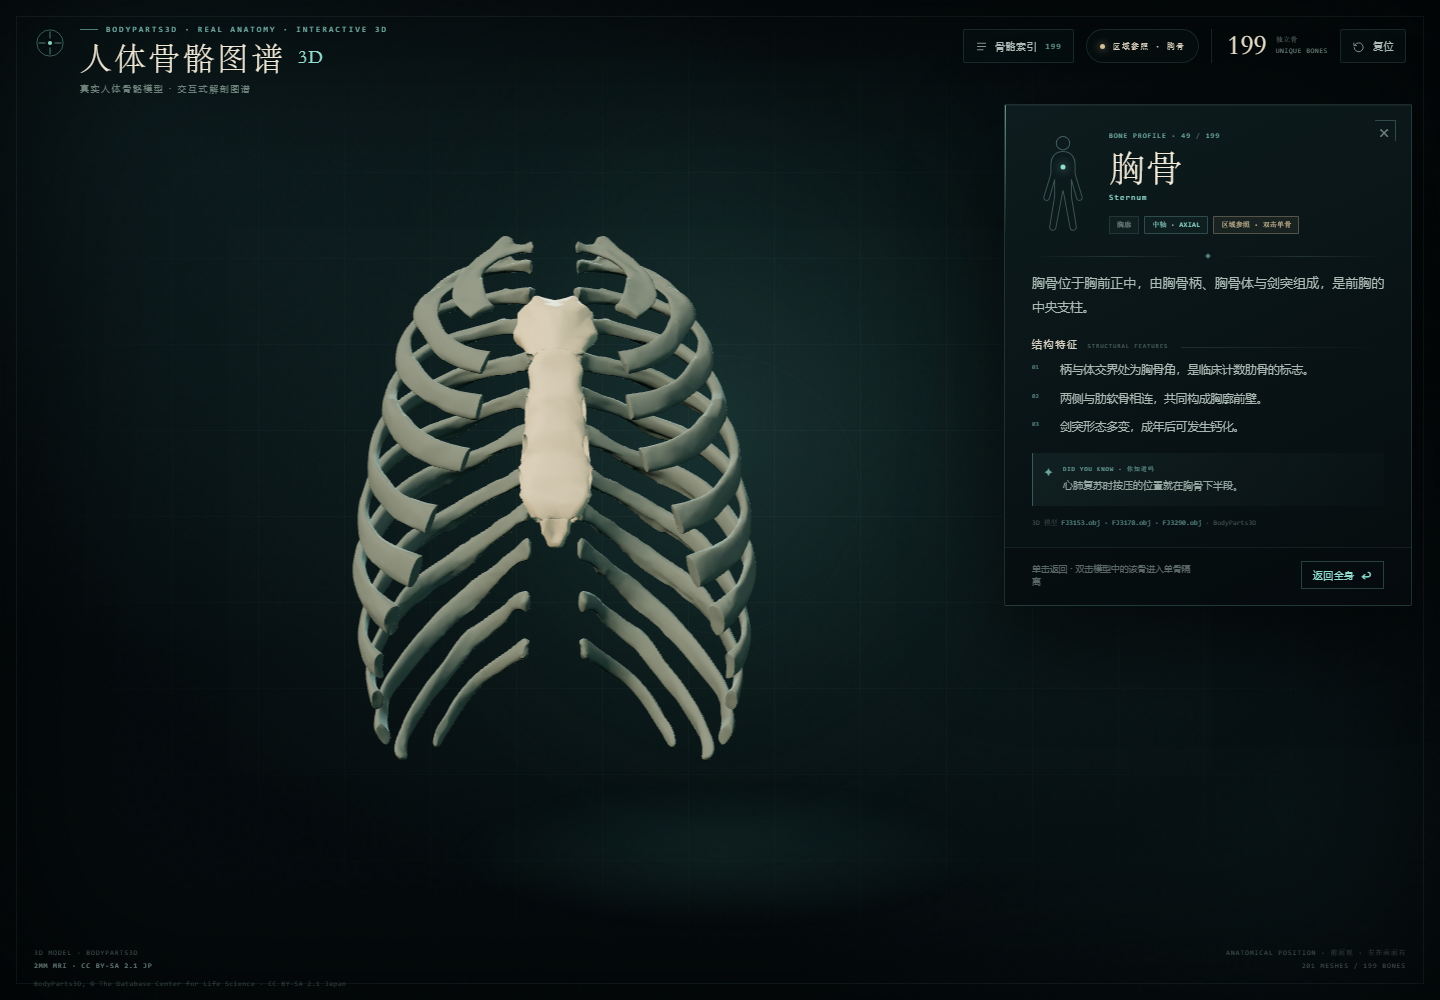 BODYPARTS3D · REAL ANATOMY · INTERACTIVE 3D
人体骨骼图谱 3D
真实人体骨骼模型 · 交互式解剖图谱
骨骼索引 199
区域参照 · 胸骨
199 独立骨
UNIQUE BONES
复位
BONE PROFILE · 49 / 199
胸骨
Sternum
胸廓
中轴 · AXIAL
区域参照 · 双击单骨
胸骨位于胸前正中，由胸骨柄、胸骨体与剑突组成，是前胸的
中央支柱。
结构特征 STRUCTURAL FEATURES
01 柄与体交界处为胸骨角，是临床计数肋骨的标志。
02 两侧与肋软骨相连，共同构成胸廓前壁。
03 剑突形态多变，成年后可发生钙化。
DID YOU KNOW · 你知道吗
心肺复苏时按压的位置就在胸骨下半段。
3D 模型 FJ3153.obj · FJ3178.obj · FJ3290.obj · BodyParts3D
单击返回 · 双击模型中的该骨进入单骨隔
离
返回全身
3D MODEL · BODYPARTS3D
2MM MRI · CC BY-SA 2.1 JP
BodyParts3D, © The Database Center for Life Science · CC BY-SA 2.1 Japan
ANATOMICAL POSITION ·
201 MESHES / 199 BONES